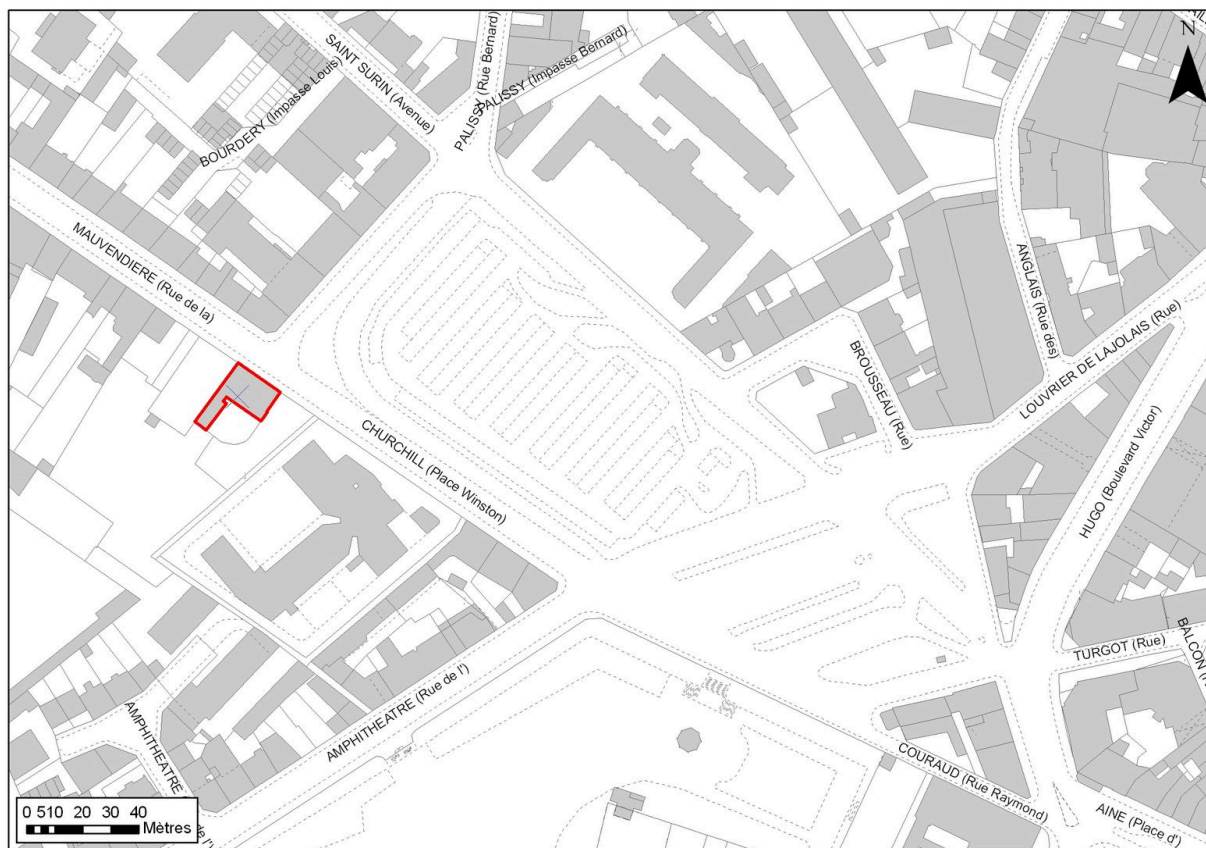 N
SAINT SURIN (Avenue)
PALISSY (Rue Bernard)
PALISSY (Impasse Bernard)
BOURDERY (Impasse Louis)
MAUVENDIERE (Rue de la)
ANGLAIS (Rue des)
LOUVRIER DE LAJOLAIS (Rue)
BROUSSEAU (Rue)
HUGO (Boulevard Victor)
CHURCHILL (Place Winston)
TURGOT (Rue)
BALCON
AMPHITHEATRE (Rue de l')
AMPHITHEATRE
COURAUD (Rue Raymond)
AINE (Place d')
0 5 10 20 30 40
Mètres